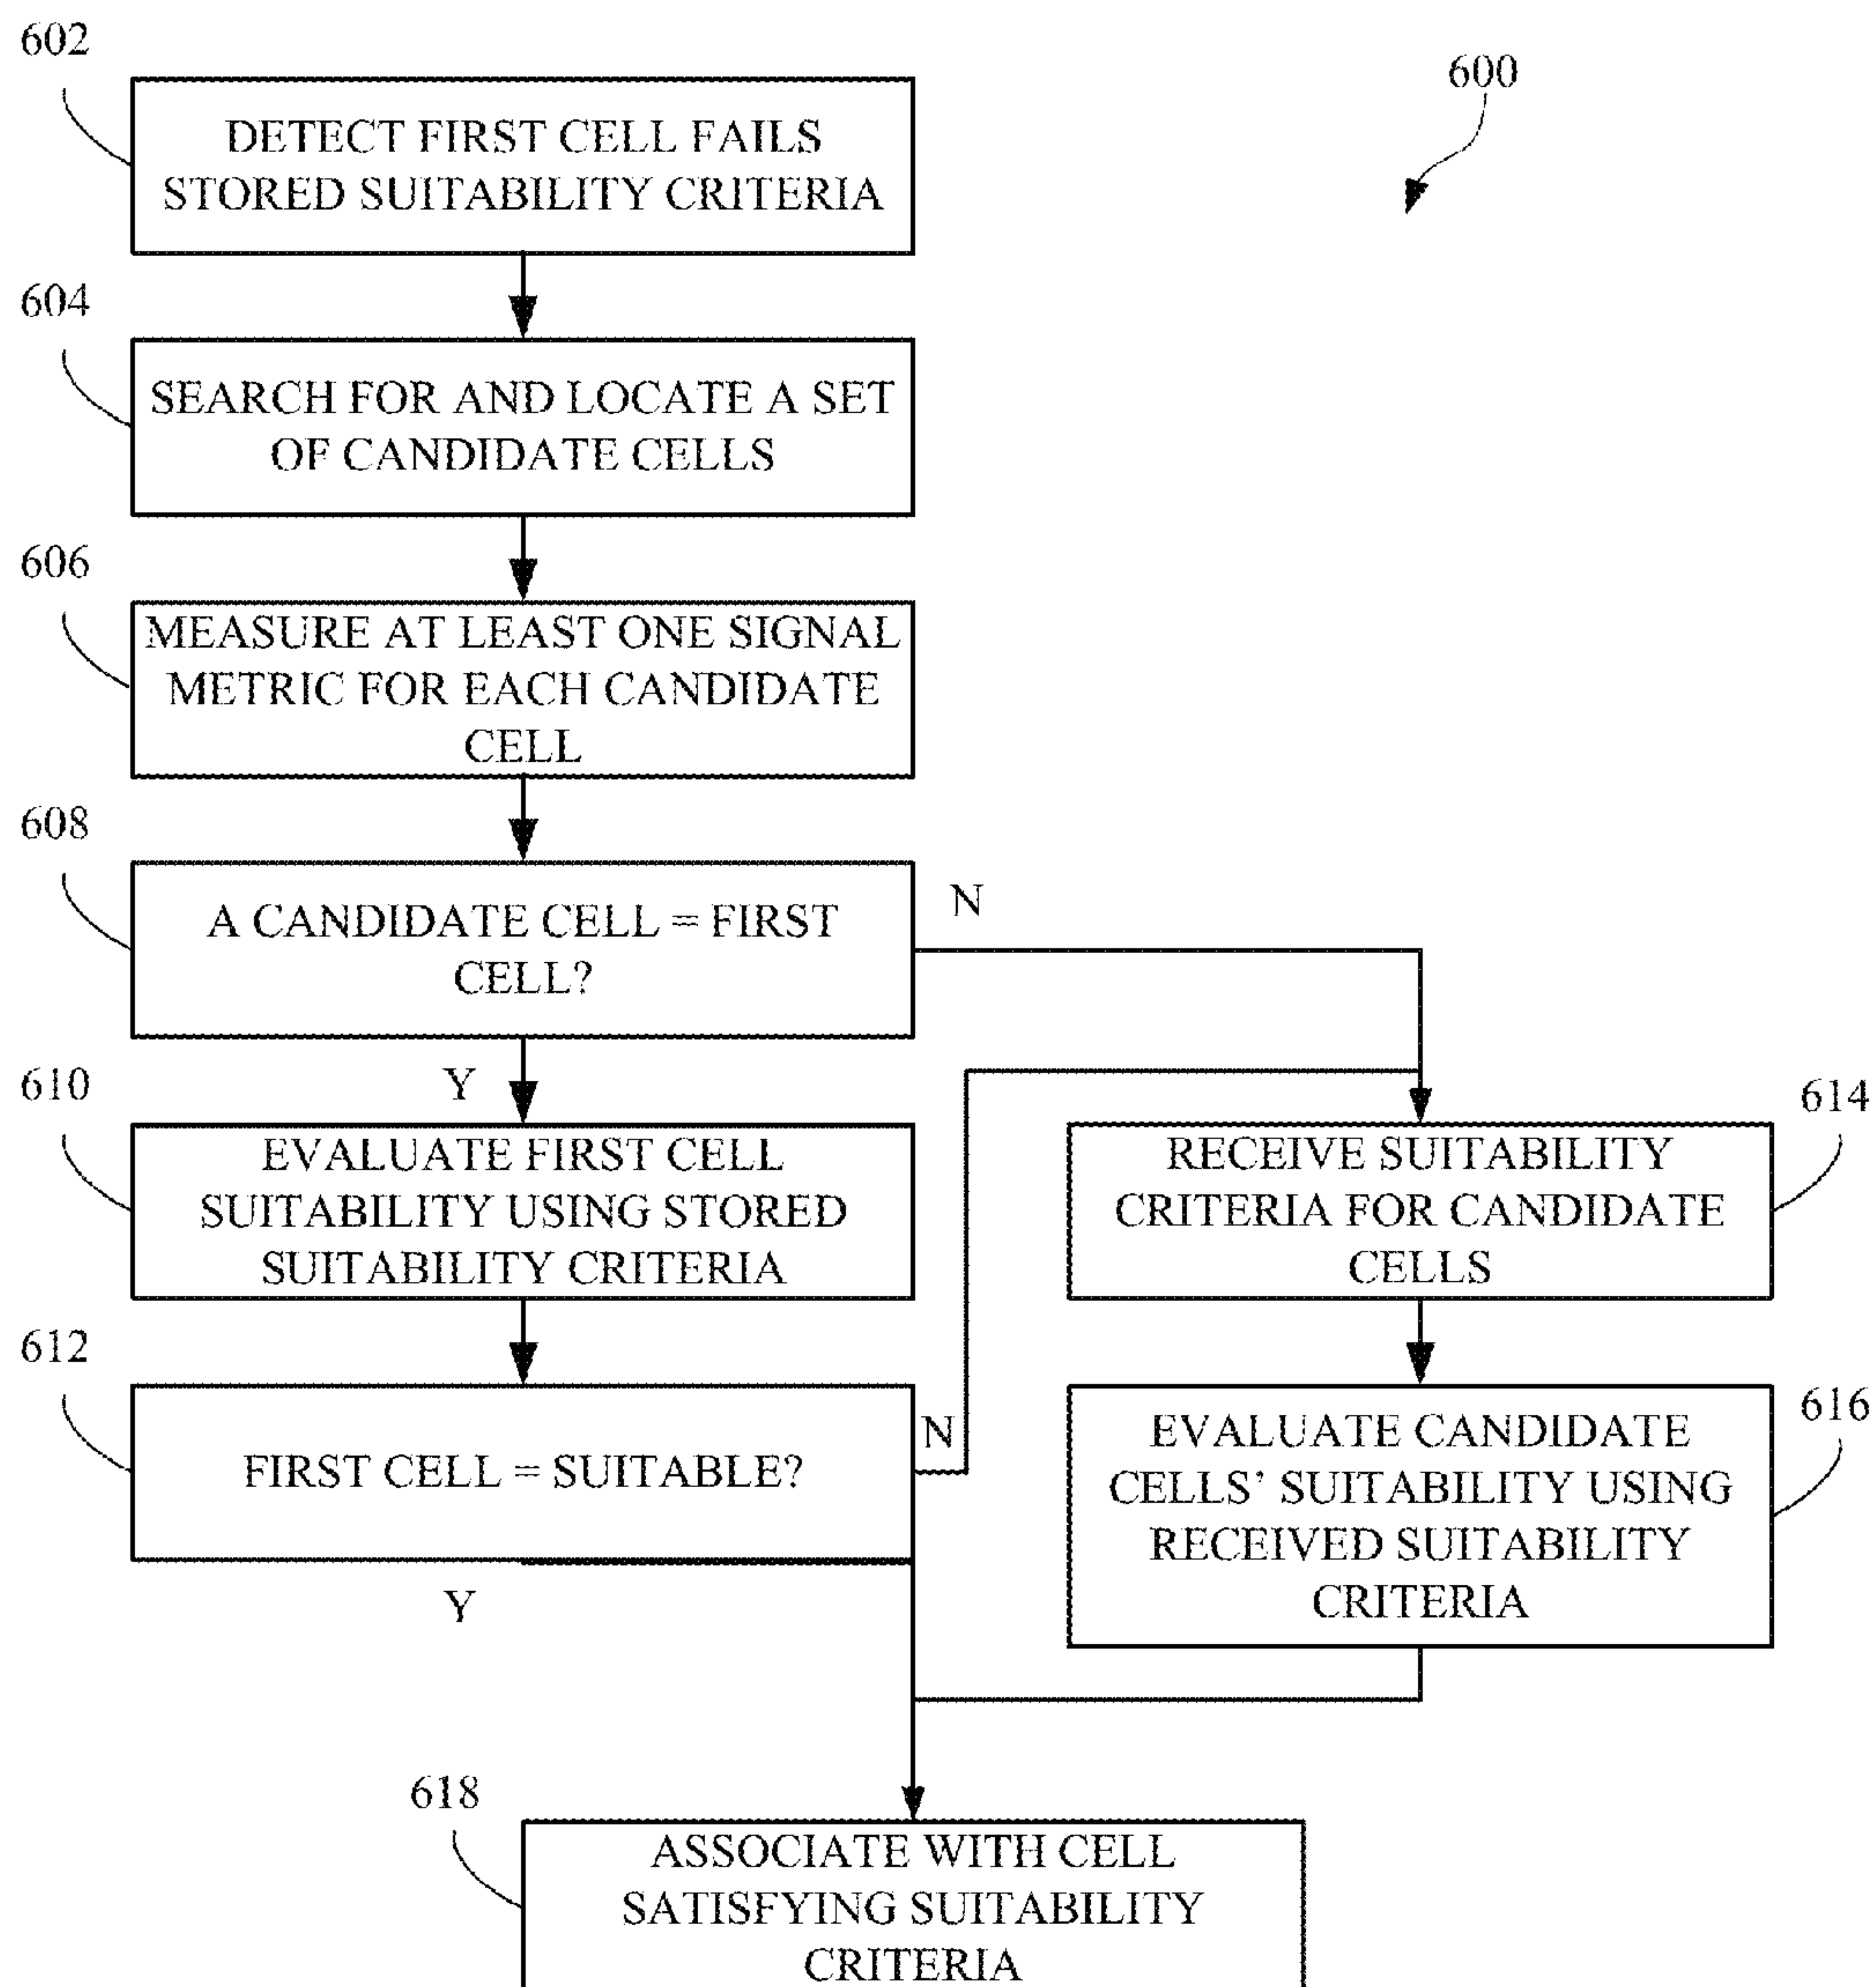 602
600
DETECT FIRST CELL FAILS
STORED SUITABILITY CRITERIA
604
SEARCH FOR AND LOCATE A SET
OF CANDIDATE CELLS
606
MEASURE AT LEAST ONE SIGNAL
METRIC FOR EACH CANDIDATE
CELL
608
A CANDIDATE CELL = FIRST
CELL?
N
Y
610
EVALUATE FIRST CELL
SUITABILITY USING STORED
SUITABILITY CRITERIA
614
RECEIVE SUITABILITY
CRITERIA FOR CANDIDATE
CELLS
612
FIRST CELL = SUITABLE?
N
Y
616
EVALUATE CANDIDATE
CELLS' SUITABILITY USING
RECEIVED SUITABILITY
CRITERIA
618
ASSOCIATE WITH CELL
SATISFYING SUITABILITY
CRITERIA